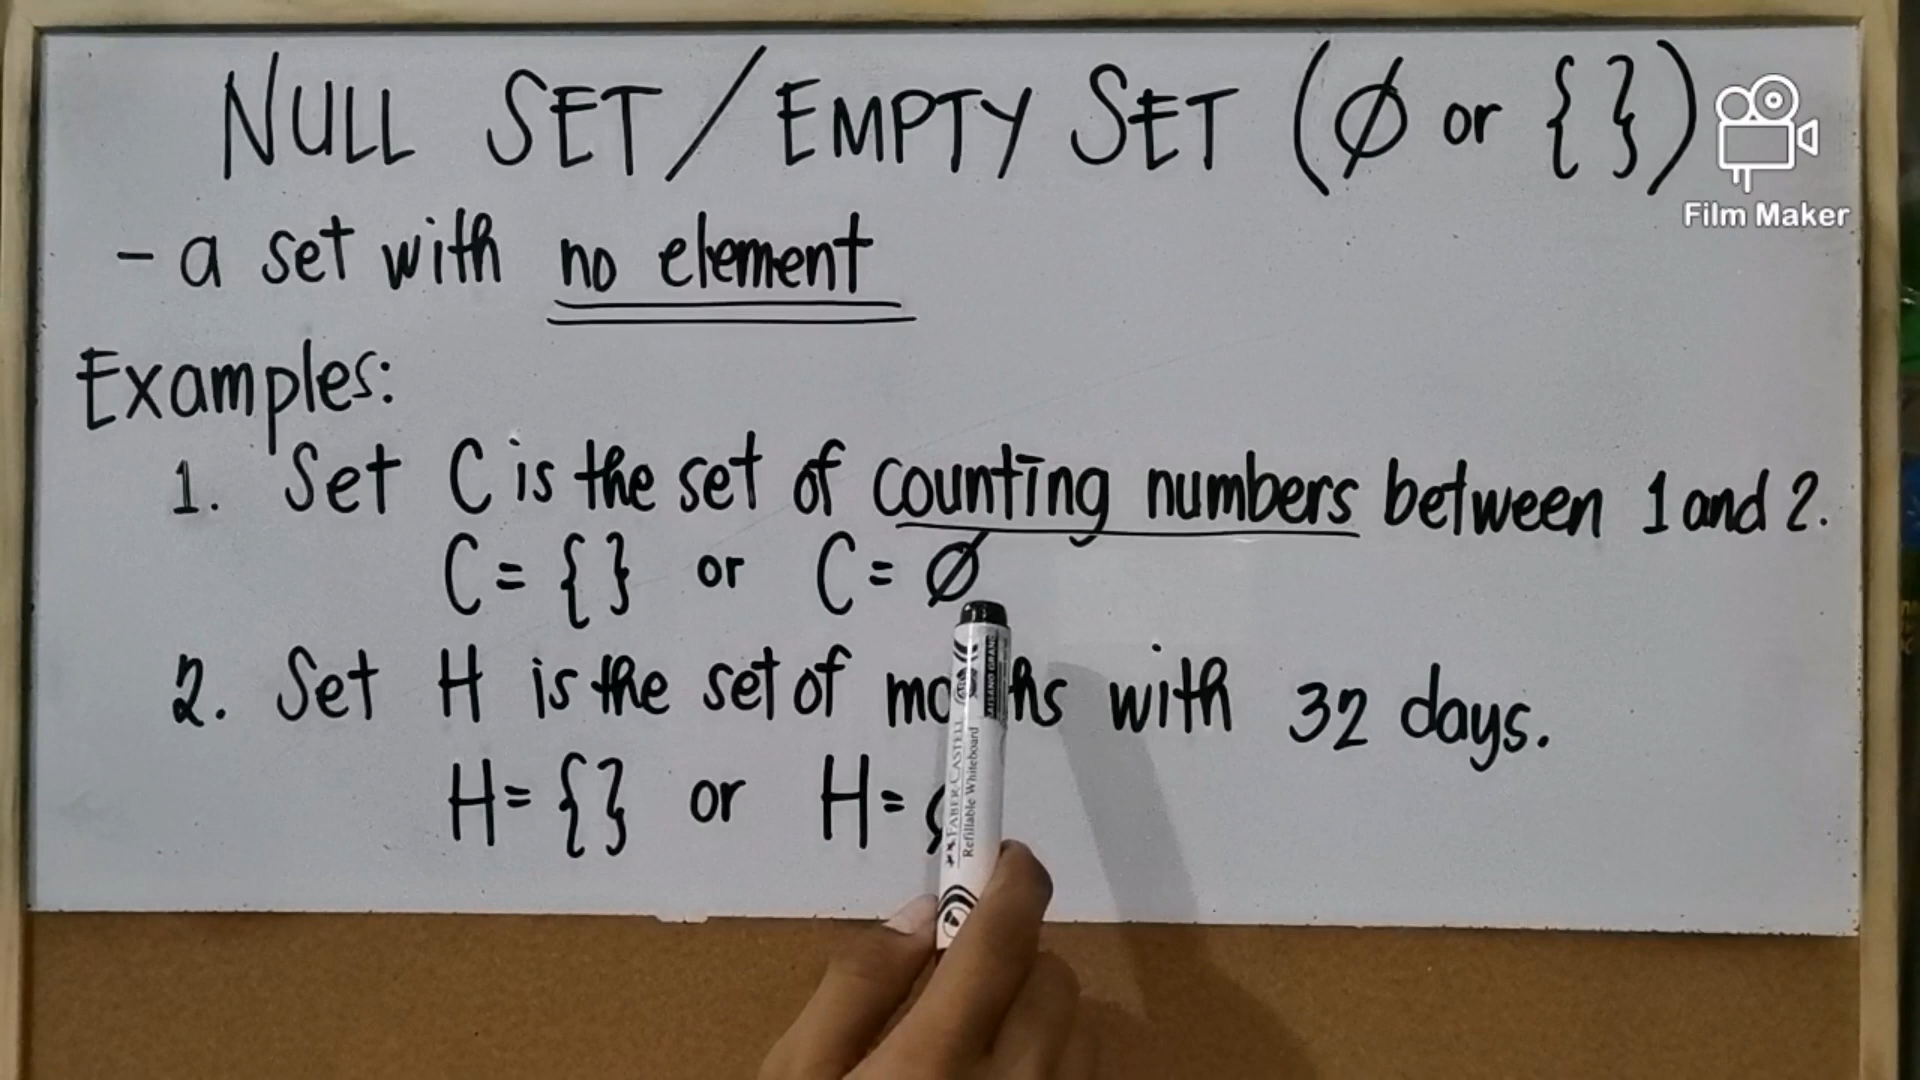 NULL SET / EMPTY SET (Ø or { })
Film Maker
- a set with no element
Examples:
1. Set C is the set of counting numbers between 1 and 2.
C = { } or C = Ø
2. Set H is the set of with 32 days.
H = { } or H =
FABER-CASTELL
Refillable Whiteboard